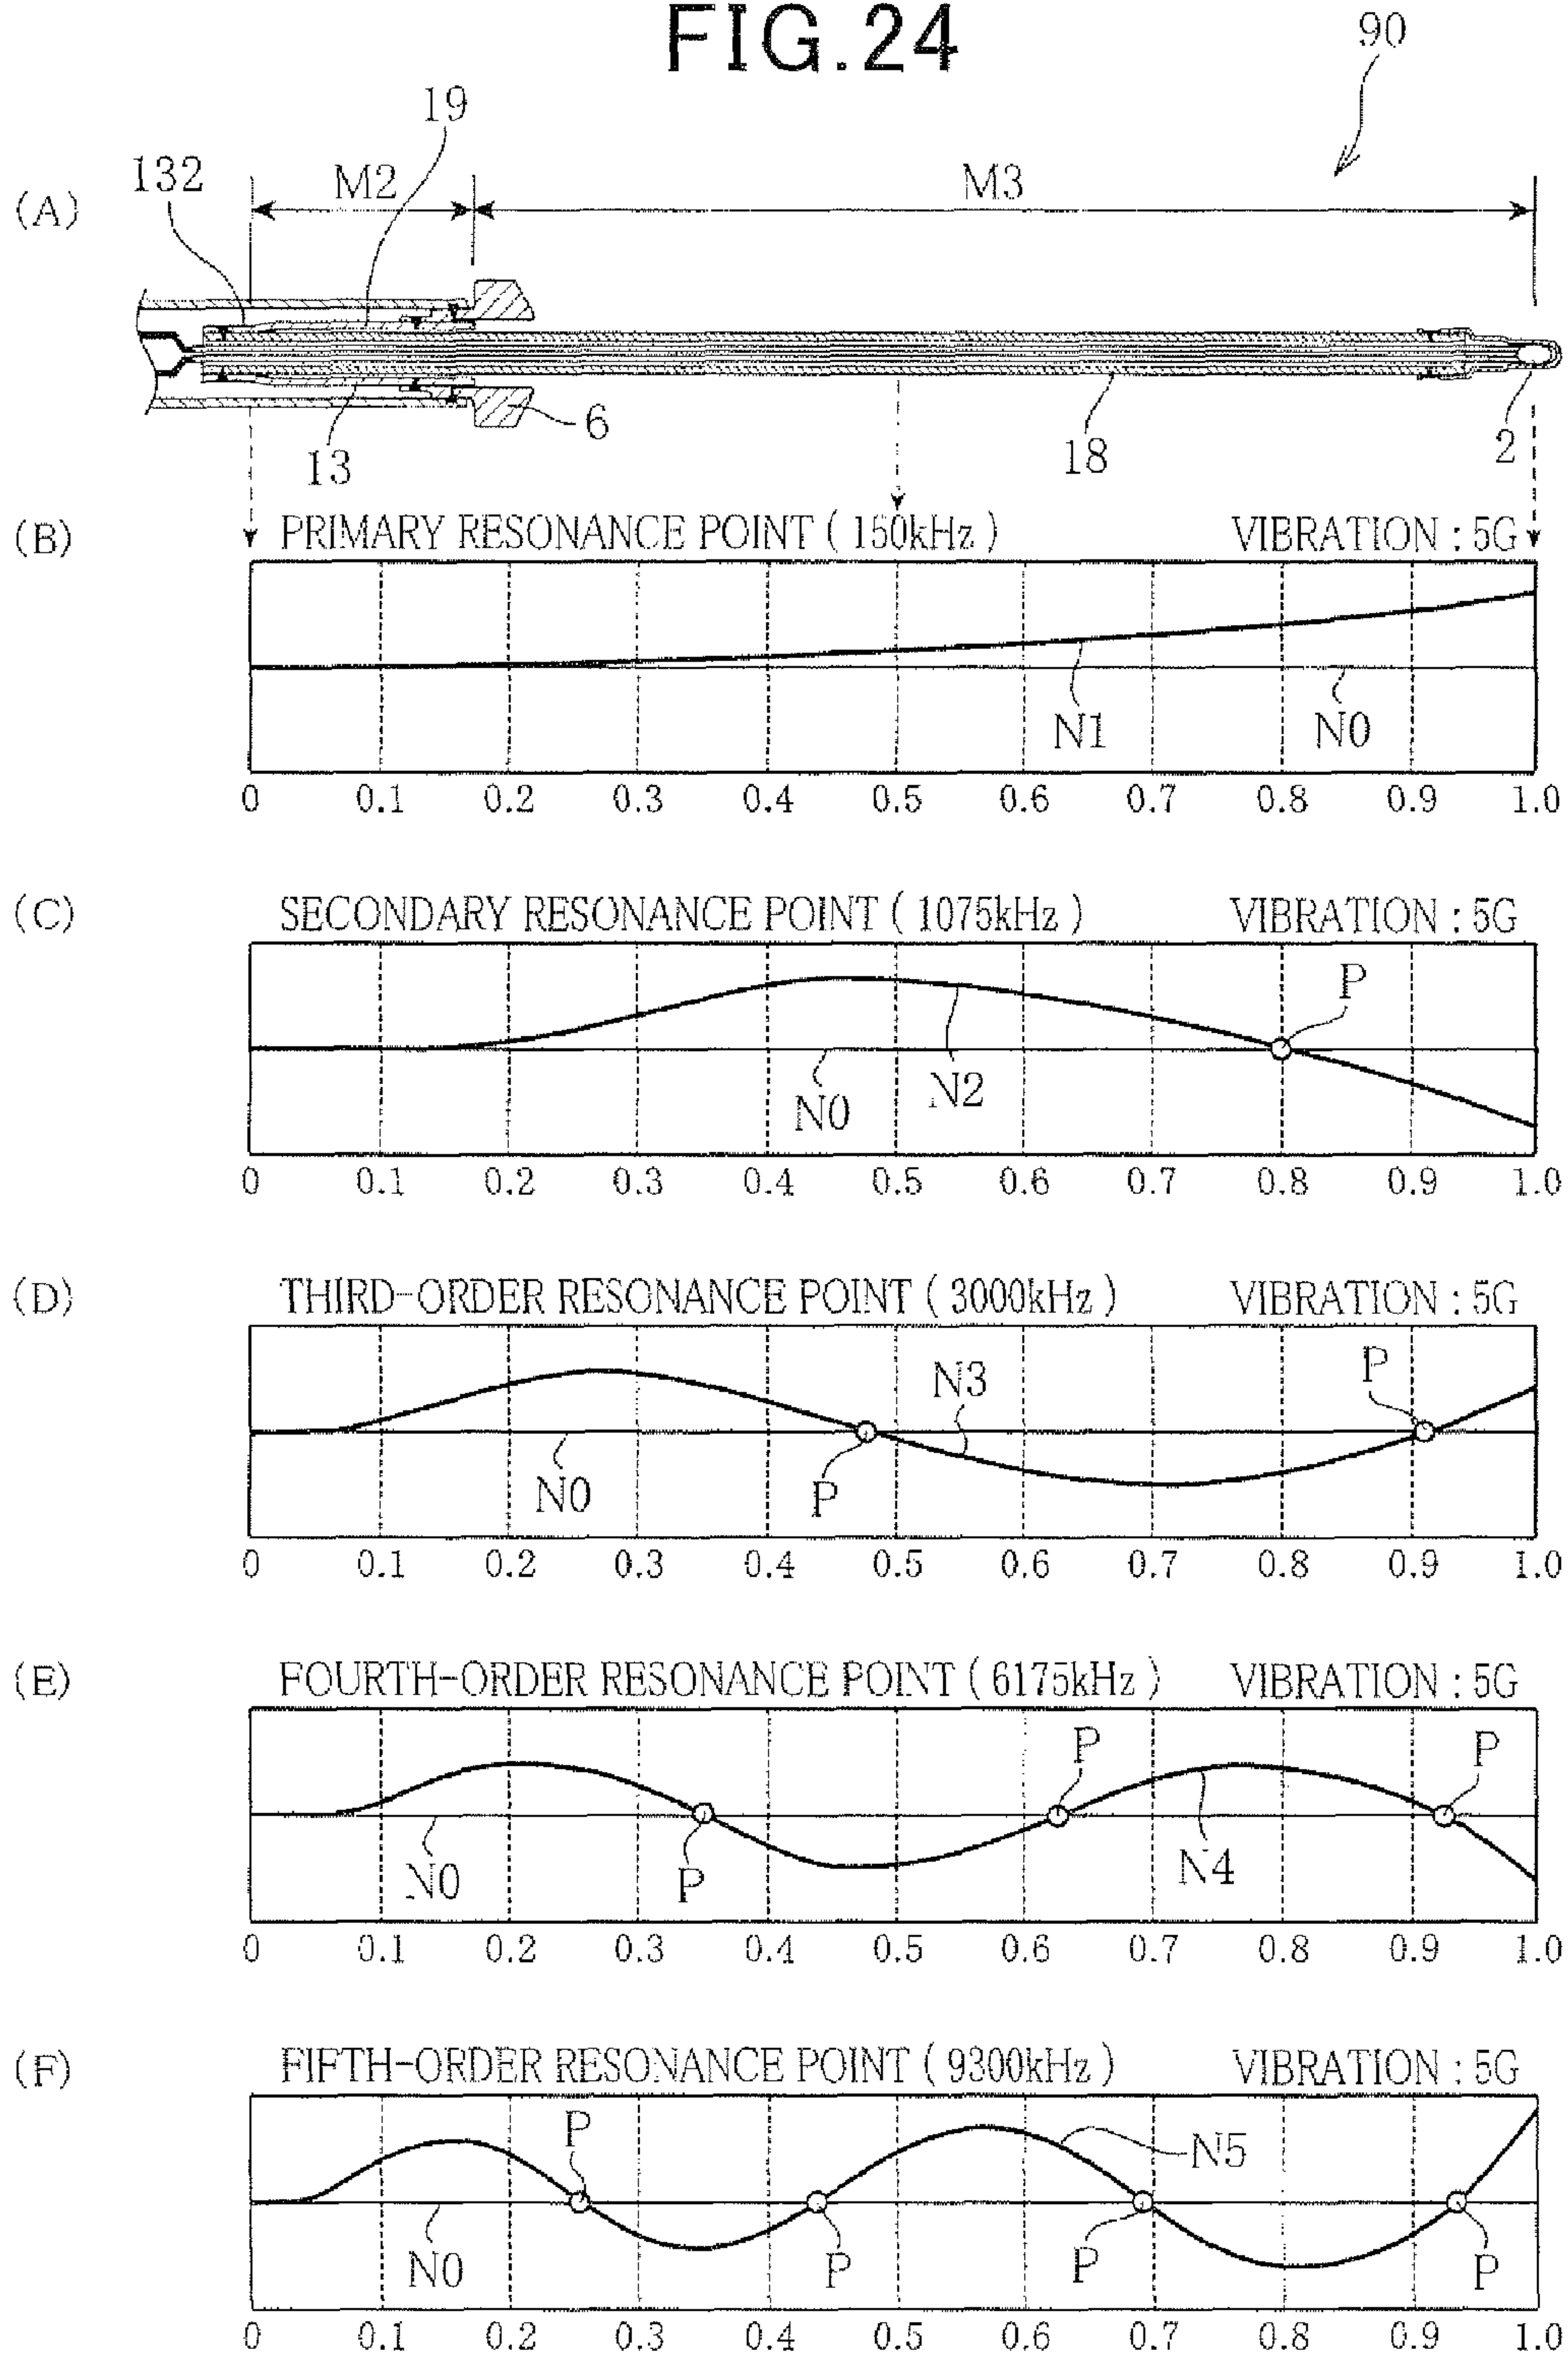 FIG.24
90
19
132
(A)
M2
M3
13
6
18
2
(B)
PRIMARY RESONANCE POINT ( 150kHz ) VIBRATION : 5G
N1
N0
0 0.1 0.2 0.3 0.4 0.5 0.6 0.7 0.8 0.9 1.0
(C)
SECONDARY RESONANCE POINT ( 1075kHz ) VIBRATION : 5G
P
N0
N2
0 0.1 0.2 0.3 0.4 0.5 0.6 0.7 0.8 0.9 1.0
(D)
THIRD-ORDER RESONANCE POINT ( 3000kHz ) VIBRATION : 5G
N3
P
N0
P
0 0.1 0.2 0.3 0.4 0.5 0.6 0.7 0.8 0.9 1.0
(E)
FOURTH-ORDER RESONANCE POINT ( 6175kHz ) VIBRATION : 5G
P
P
N0
P
N4
0 0.1 0.2 0.3 0.4 0.5 0.6 0.7 0.8 0.9 1.0
(F)
FIFTH-ORDER RESONANCE POINT ( 9300kHz ) VIBRATION : 5G
P
N5
N0
P
P
P
0 0.1 0.2 0.3 0.4 0.5 0.6 0.7 0.8 0.9 1.0